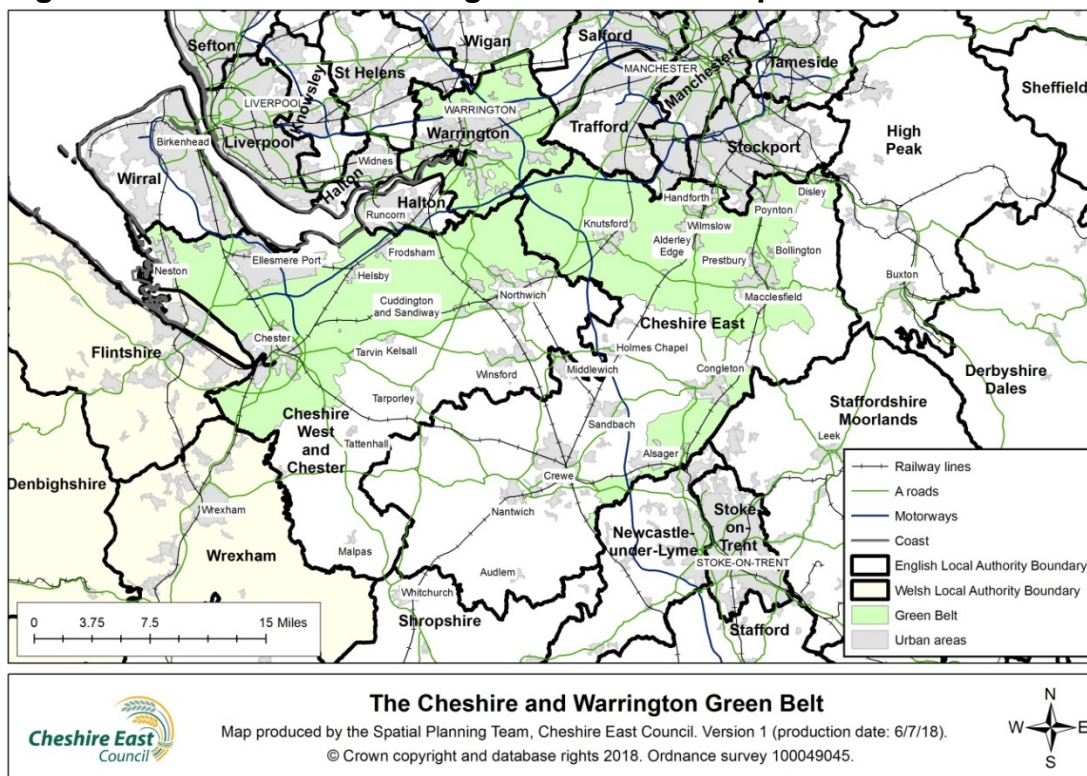 Sefton
Wigan
Salford
MANCHESTER
Tameside
St Helens
Manchester
Sheffield
LIVERPOOL
Knowsley
WARRINGTON
Warrington
Trafford
High
Peak
Birkenhead
Liverpool
Widnes
Stockport
Wirral
Halton
Halton
Runcorn
Disley
Handforth
Poynton
Knutsford
Wilmslow
Frodsham
Alderley
Edge
Bollington
Neston
Ellesmere Port
Prestbury
Helsby
Buxton
Cuddington
and Sandiway
Northwich
Macclesfield
Cheshire East
Chester
Flintshire
Tarvin
Kelsall
Holmes Chapel
Winsford
Middlewich
Congleton
Derbyshire
Dales
Tarporley
Staffordshire
Moorlands
Cheshire
West
and
Chester
Sandbach
Tattenhall
Leek
Alsager
Denbighshire
Crewe
Wrexham
Nantwich
Newcastle-
under-Lyme
Stoke-
on-
Trent
Wrexham
Malpas
STOKE-ON-TRENT
Audlem
Whitchurch
Shropshire
Stafford
0 3.75 7.5 15 Miles
Railway lines
A roads
Motorways
Coast
English Local Authority Boundary
Welsh Local Authority Boundary
Green Belt
Urban areas
Cheshire East
Council
The Cheshire and Warrington Green Belt
Map produced by the Spatial Planning Team, Cheshire East Council. Version 1 (production date: 6/7/18).
© Crown copyright and database rights 2018. Ordnance survey 100049045.
N
W E
S